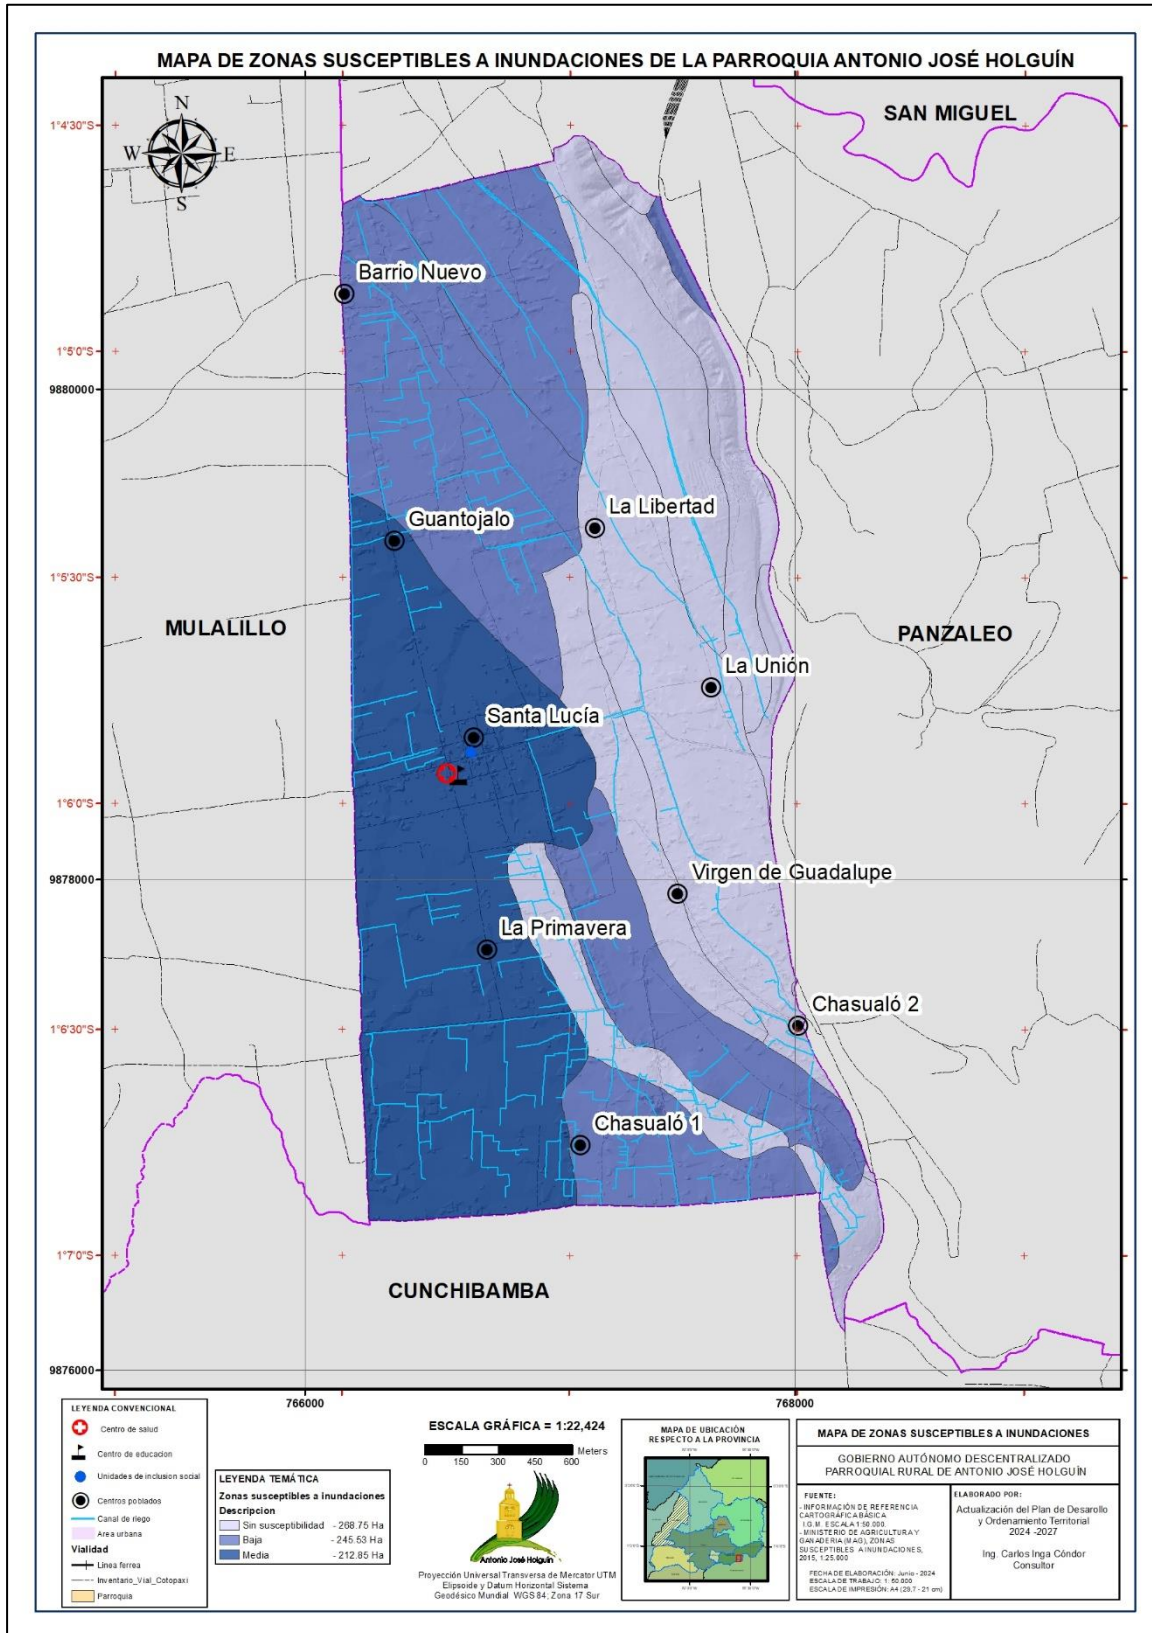 MAPA DE ZONAS SUSCEPTIBLES A INUNDACIONES DE LA PARROQUIA ANTONIO JOSÉ HOLGUÍN
SAN MIGUEL
N
W E
S
1°4'30"S
Barrio Nuevo
1°5'0"S
9880000
La Libertad
Guantojalo
1°5'30"S
MULALILLO
PANZALEO
La Unión
Santa Lucía
1°6'0"S
9878000
Virgen de Guadalupe
La Primavera
Chasualó 2
1°6'30"S
Chasualó 1
1°7'0"S
CUNCHIBAMBA
9876000
766000
768000
LEYENDA CONVENCIONAL
Centro de salud
Centro de educacion
Unidades de inclusion social
Centros poblados
Canal de riego
Area urbana
Vialidad
Linea ferrea
Inventario_Vial_Cotopaxi
Parroquia
LEYENDA TEMÁTICA
Zonas susceptibles a inundaciones
Descripcion
Sin susceptibilidad - 268.75 Ha
Baja - 245.53 Ha
Media - 212.85 Ha
ESCALA GRÁFICA = 1:22,424
Meters
0 150 300 450 600
Antonio José Holguín
Proyección Universal Transversa de Mercator UTM
Elipsoide y Datum Horizontal Sistema
Geodésico Mundial WGS 84; Zona 17 Sur
MAPA DE UBICACIÓN
RESPECTO A LA PROVINCIA
MAPA DE ZONAS SUSCEPTIBLES A INUNDACIONES
GOBIERNO AUTÓNOMO DESCENTRALIZADO
PARROQUIAL RURAL DE ANTONIO JOSÉ HOLGUÍN
FUENTE:
- INFORMACIÓN DE REFERENCIA
CARTOGRÁFICA BÁSICA
I.G.M. ESCALA 1:50.000.
- MINISTERIO DE AGRICULTURA Y
GANADERIA (MAG), ZONAS
SUSCEPTIBLES A INUNDACIONES,
2015, 1:25.000
FECHA DE ELABORACIÓN: Junio - 2024
ESCALA DE TRABAJO: 1: 50.000
ESCALA DE IMPRESIÓN: A4 (29,7 - 21 cm)
ELABORADO POR:
Actualización del Plan de Desarollo
y Ordenamiento Territorial
2024 -2027
Ing. Carlos Inga Cóndor
Consultor